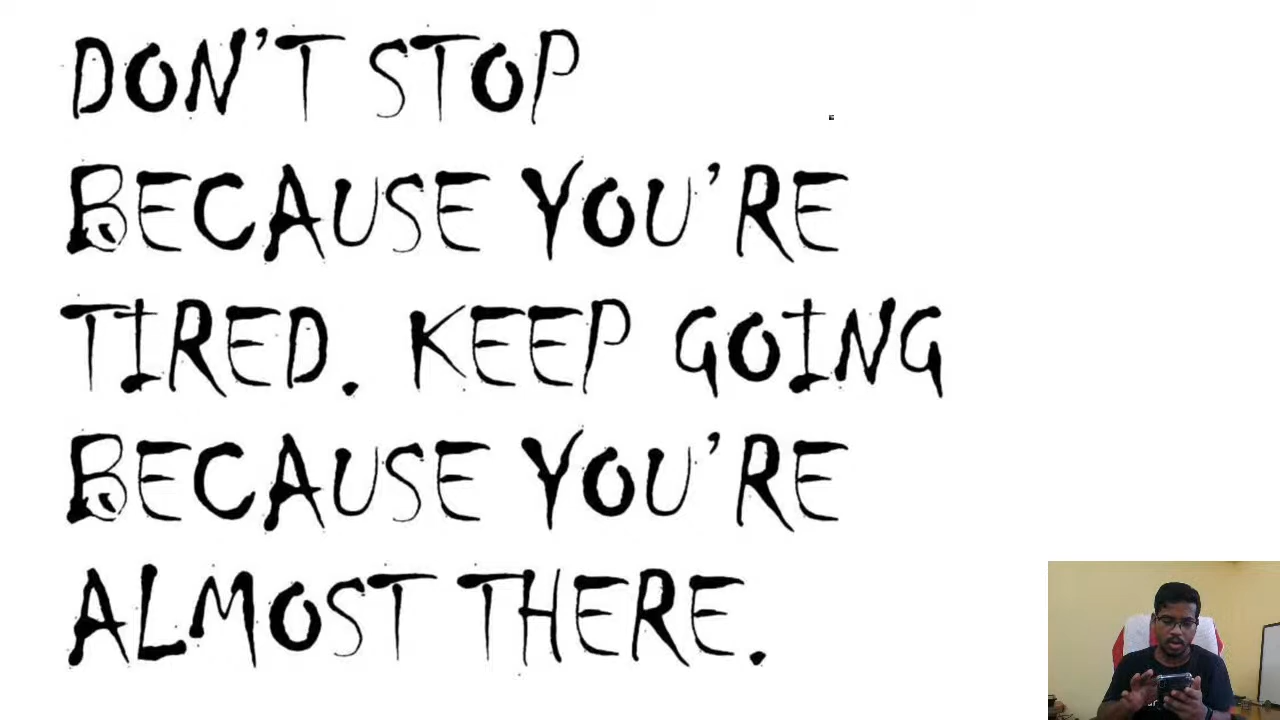 DON'T STOP
BECAUSE YOU'RE
TIRED. KEEP GOING
BECAUSE YOU'RE
ALMOST THERE.